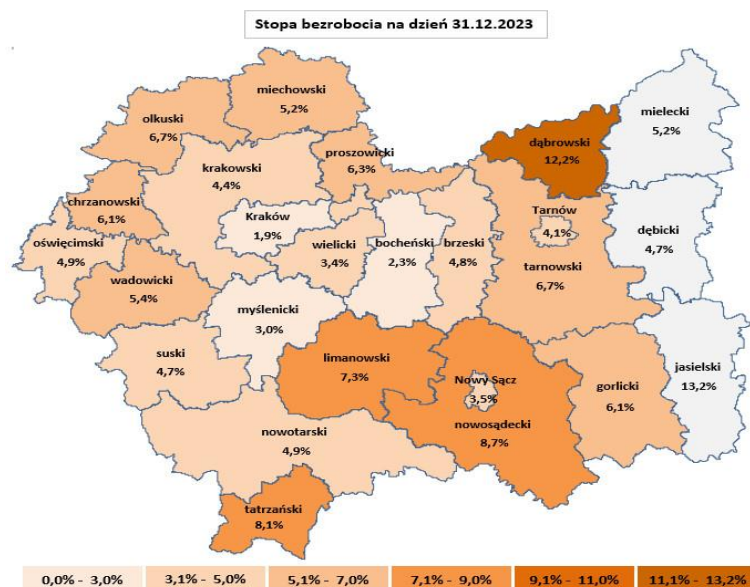 Stopa bezrobocia na dzień 31.12.2023
miechowski
5,2%
olkuski
6,7%
mielecki
5,2%
dąbrowski
12,2%
proszowicki
6,3%
krakowski
4,4%
chrzanowski
6,1%
Kraków
1,9%
Tarnów
4,1%
dębicki
4,7%
oświęcimski
4,9%
wielicki
3,4%
bocheński
2,3%
brzeski
4,8%
tarnowski
6,7%
wadowicki
5,4%
myślenicki
3,0%
suski
4,7%
limanowski
7,3%
Nowy Sącz
3,5%
gorlicki
6,1%
jasielski
13,2%
nowosądecki
8,7%
nowotarski
4,9%
tatrzański
8,1%
0,0% - 3,0% 3,1% - 5,0% 5,1% - 7,0% 7,1% - 9,0% 9,1% - 11,0% 11,1% - 13,2%